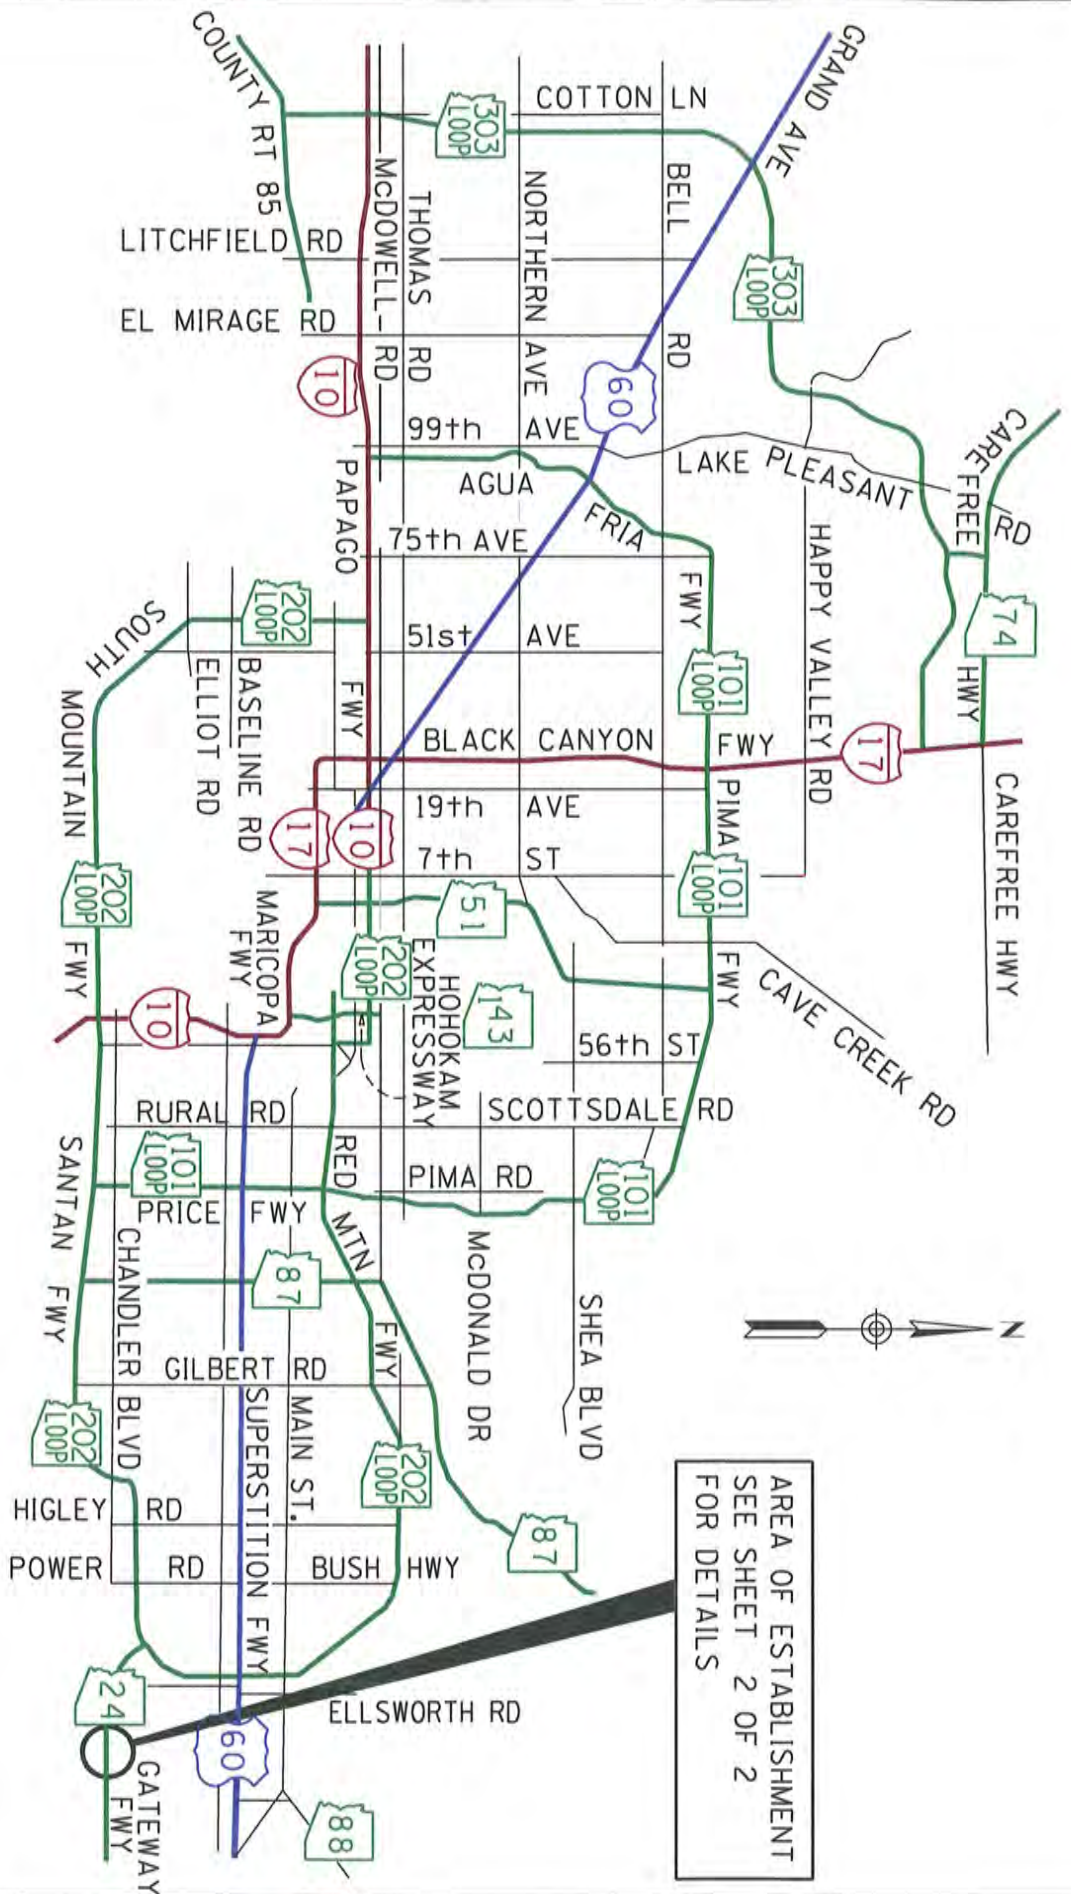 COUNTY RT 85
GRAND AVE
COTTON LN
303
LOOP
BELL RD
NORTHERN AVE
THOMAS RD
McDOWELL RD
LITCHFIELD RD
EL MIRAGE RD
303
LOOP
10
60
99th AVE
LAKE PLEASANT RD
CAREFREE HWY
74
AGUA FRIA FWY
PAPAGO FWY
75th AVE
HAPPY VALLEY RD
202
LOOP
51st AVE
SOUTH MOUNTAIN FWY
BASELINE RD
ELLIOT RD
101
LOOP
BLACK CANYON FWY
17
CAREFREE HWY
19th AVE
PIMA FWY
17
10
7th ST
101
LOOP
202
LOOP
51
MARICOPA
FWY
202
LOOP
HOHOKAM
EXPRESSWAY
143
CAVE CREEK RD
10
56th ST
RURAL RD
SCOTTSDALE RD
RED MTN FWY
PIMA RD
101
LOOP
101
LOOP
PRICE FWY
SANTAN FWY
CHANDLER BLVD
87
McDONALD DR
SHEA BLVD
N
GILBERT RD
SUPERSTITION FWY
MAIN ST.
202
LOOP
202
LOOP
HIGLEY RD
87
POWER RD
BUSH HWY
AREA OF ESTABLISHMENT
SEE SHEET 2 OF 2
FOR DETAILS
24
ELLSWORTH RD
60
GATEWAY
FWY
88